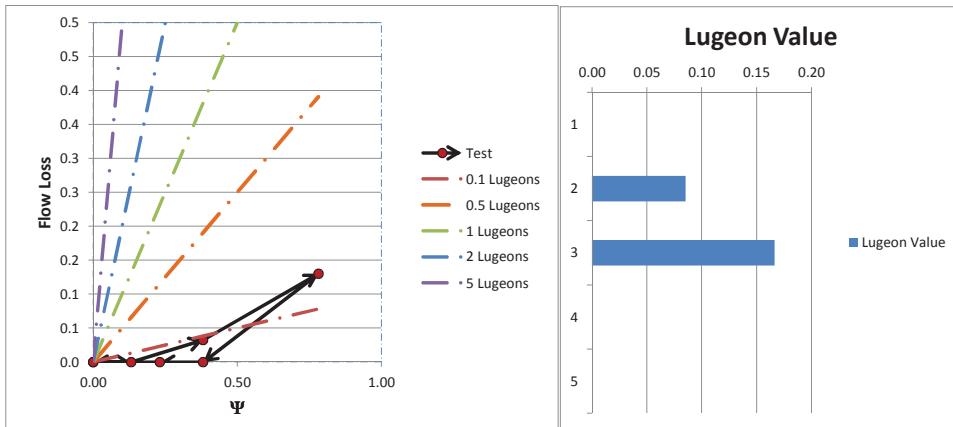 0.5
0.5
0.4
0.4
0.3
0.3
0.2
0.2
0.1
0.1
0.0
Flow Loss
0.00 0.50 1.00
Ψ
Test
0.1 Lugeons
0.5 Lugeons
1 Lugeons
2 Lugeons
5 Lugeons
Lugeon Value
0.00 0.05 0.10 0.15 0.20
1
2
3
4
5
Lugeon Value